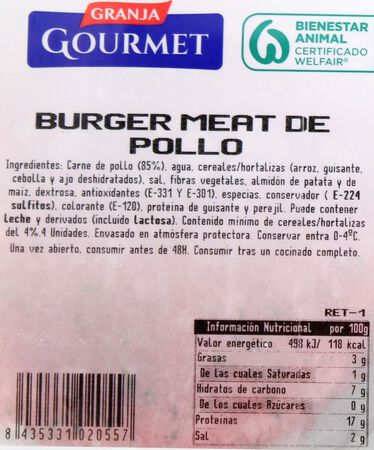 GRANJA
GOURMET
BIENESTAR
ANIMAL
CERTIFICADO
WELFAIR®
BURGER MEAT DE
POLLO
Ingredientes: Carne de pollo (85%), agua, cereales/hortalizas (arroz, guisante,
cebolla y ajo deshidratados), sal, fibras vegetales, almidón de patata y de
maiz, dextrosa, antioxidantes (E-331 Y E-301), especias, conservador ( E-224
sulfitos), colorante (E-120), proteína de guisante y perejil. Puede contener
Leche y derivados (incluido Lactosa). Contenido mínimo de cereales/hortalizas
del 4%.4 Unidades. Envasado en atmósfera protectora. Conservar entra 0-4ºC.
Una vez abierto, consumir antes de 48H. Consumir tras un cocinado completo.
RET-1
Información Nutricional por 100g
Valor energético 498 kJ/ 118 kcal
Grasas 3 g
De las cuales Saturadas 1 g
Hidratos de carbono 7 g
De los cuales Azúcares 0 g
Proteínas 17 g
Sal 2 g
8 435331 020557